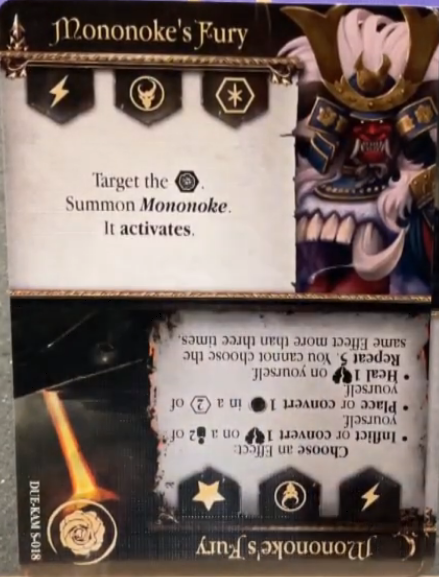 Mononoke's Fury
Target the
Summon Mononoke.
It activates.
Mononoke's Fury
Choose an Effect:
• Inflict or convert 1 on a 2 of
yourself.
• Place or convert 1 in a 2 of
yourself.
• Heal 1 on yourself.
Repeat 5. You cannot choose the
same Effect more than three times.
DUE-KAM S-018